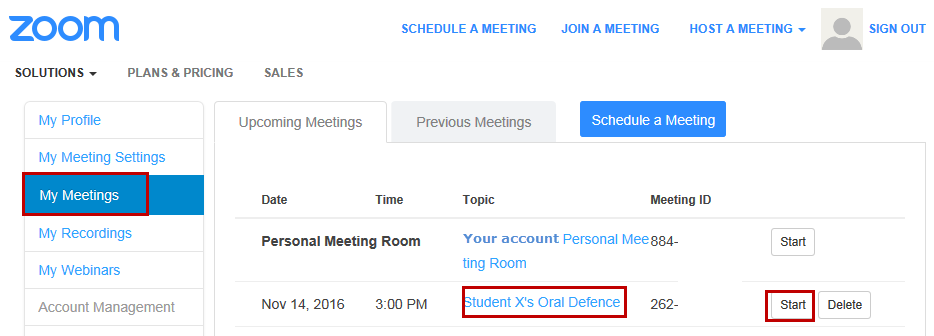 zoom
SCHEDULE A MEETING JOIN A MEETING HOST A MEETING SIGN OUT
SOLUTIONS PLANS & PRICING SALES
My Profile
My Meeting Settings
My Meetings
My Recordings
My Webinars
Account Management
Upcoming Meetings Previous Meetings Schedule a Meeting
Date Time Topic Meeting ID
Personal Meeting Room Your account Personal Mee 884- Start
ting Room
Nov 14, 2016 3:00 PM Student X's Oral Defence 262- Start Delete